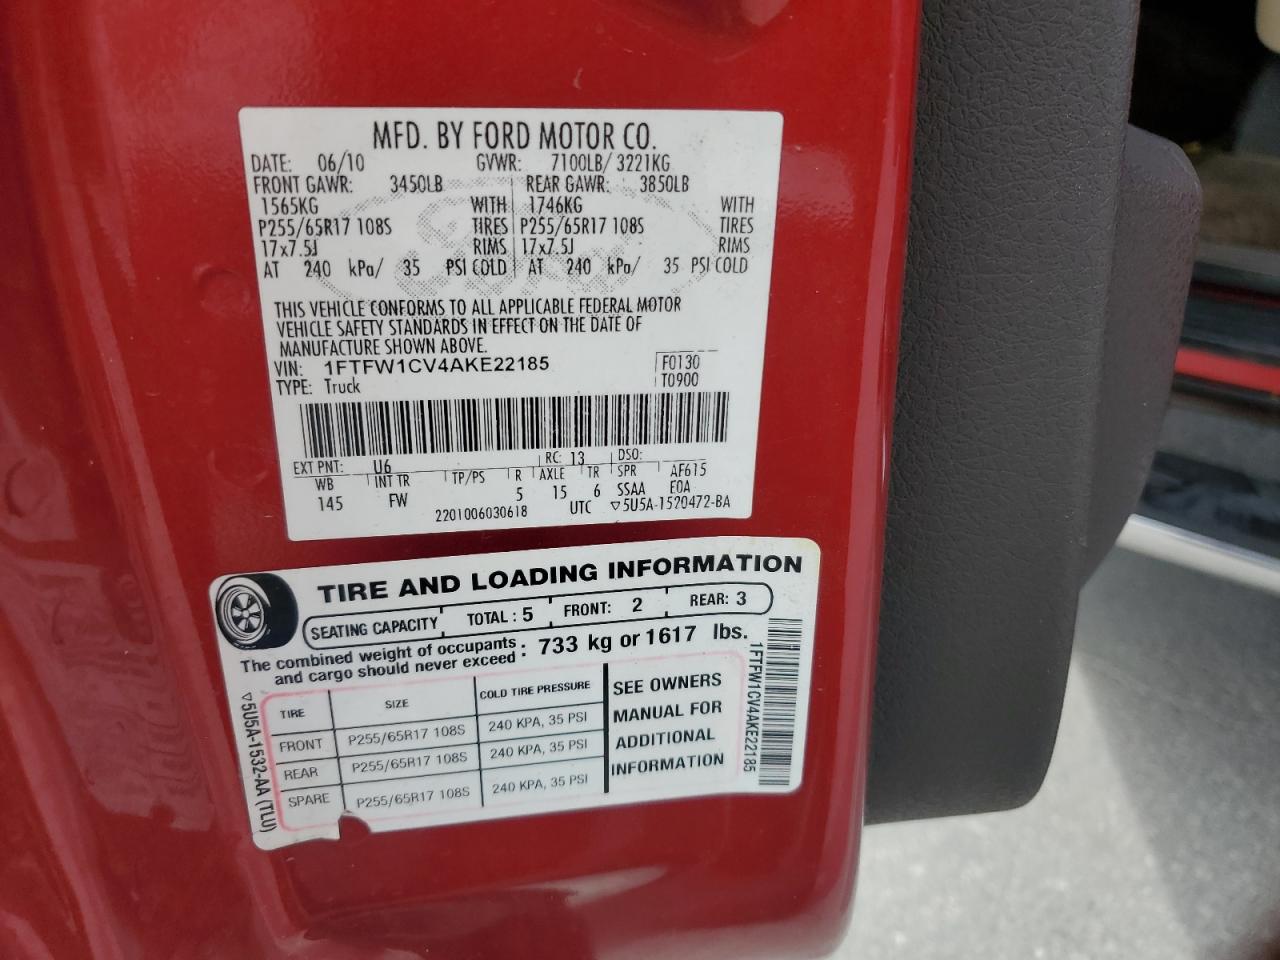 MFD. BY FORD MOTOR CO.
DATE: 06/10 GVWR: 7100LB/ 3221KG
FRONT GAWR: 3450LB REAR GAWR: 3850LB
1565KG WITH 1746KG WITH
P255/65R17 108S TIRES P255/65R17 108S TIRES
17x7.5J RIMS 17x7.5J RIMS
AT 240 kPa/ 35 PSI COLD AT 240 kPa/ 35 PSI COLD
THIS VEHICLE CONFORMS TO ALL APPLICABLE FEDERAL MOTOR
VEHICLE SAFETY STANDARDS IN EFFECT ON THE DATE OF
MANUFACTURE SHOWN ABOVE.
VIN: 1FTFW1CV4AKE22185 F0130
TYPE: Truck T0900
EXT PNT: U6 RC: 13 DSO:
WB INT TR TP/PS R AXLE TR SPR AF615
145 FW 5 15 6 SSAA E0A
2201006030618 UTC ▽5U5A-1520472-BA
TIRE AND LOADING INFORMATION
SEATING CAPACITY TOTAL : 5 FRONT: 2 REAR: 3
The combined weight of occupants : 733 kg or 1617 lbs.
and cargo should never exceed
TIRE SIZE COLD TIRE PRESSURE
FRONT P255/65R17 108S 240 KPA, 35 PSI
REAR P255/65R17 108S 240 KPA, 35 PSI
SPARE P255/65R17 108S 240 KPA, 35 PSI
SEE OWNERS
MANUAL FOR
ADDITIONAL
INFORMATION
▽5U5A-1532-AA (TLU)
1FTFW1CV4AKE22185